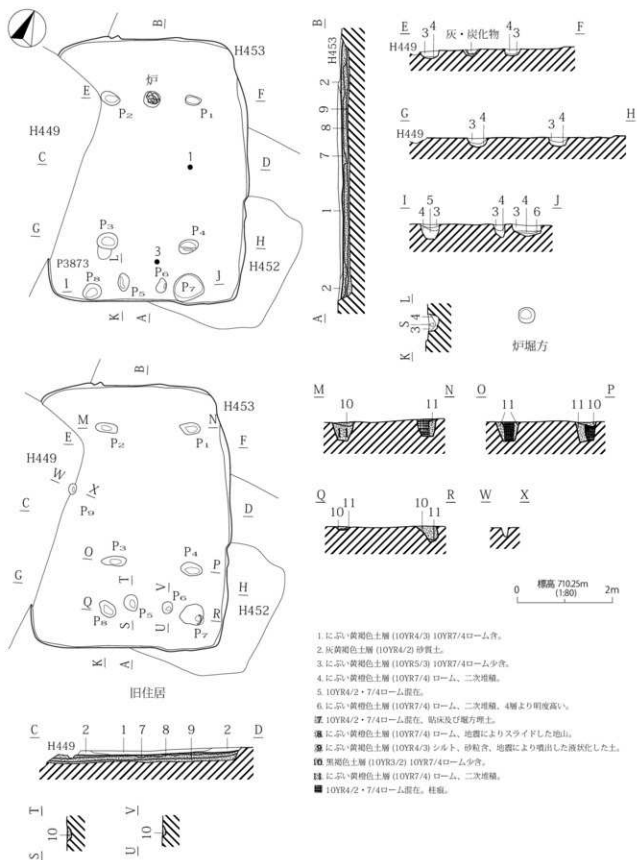 B
H453
E
炉
F
P₂
P₁
H449
C
1
D
G
P₃
P₄
H
P3873
L
3
H452
I
P₆
J
P₈
P₅
P₇
K
A
B
H453
2
9
8
7
1
2
A
E 3 4 灰・炭化物 4 3 F
H449
G 4 4 H
H449 3 3
I 5 4 J
4 3 3 4 3 6
L
4
S
3
K
炉堀方
B
H453
M
N
E
P₂
P₁
F
H449
W
X
C
P₉
D
G
O
P₃
T
P₄
P
V
H
Q
P₆
H452
P₈
P₅
R
S
U
P₇
K
A
旧住居
M 10 11 N
O 11 11 10 P
Q 10 11 10 11 R
W X
標高 710.25m
(1:80)
0 2m
C 2 1 7 8 9 2 D
H449
T
10
S
V
10
U
1. にぶい黄褐色土層 (10YR4/3) 10YR7/4ローム含。
2. 灰黄褐色土層 (10YR4/2) 砂質土。
3. にぶい黄褐色土層 (10YR5/3) 10YR7/4ローム少含。
4. にぶい黄橙色土層 (10YR7/4) ローム、二次堆積。
5. 10YR4/2・7/4ローム混在。
6. にぶい黄橙色土層 (10YR7/4) ローム、二次堆積、4層より明度高い。
7. 10YR4/2・7/4ローム混在、貼床及び堀方埋土。
8. にぶい黄橙色土層 (10YR7/4) ローム、地震によりスライドした地山。
9. にぶい黄褐色土層 (10YR4/3) シルト、砂粒含、地震により噴出した液状化した土。
10. 黒褐色土層 (10YR3/2) 10YR7/4ローム少含。
11. にぶい黄橙色土層 (10YR7/4) ローム、二次堆積。
10YR4/2・7/4ローム混在。柱痕。